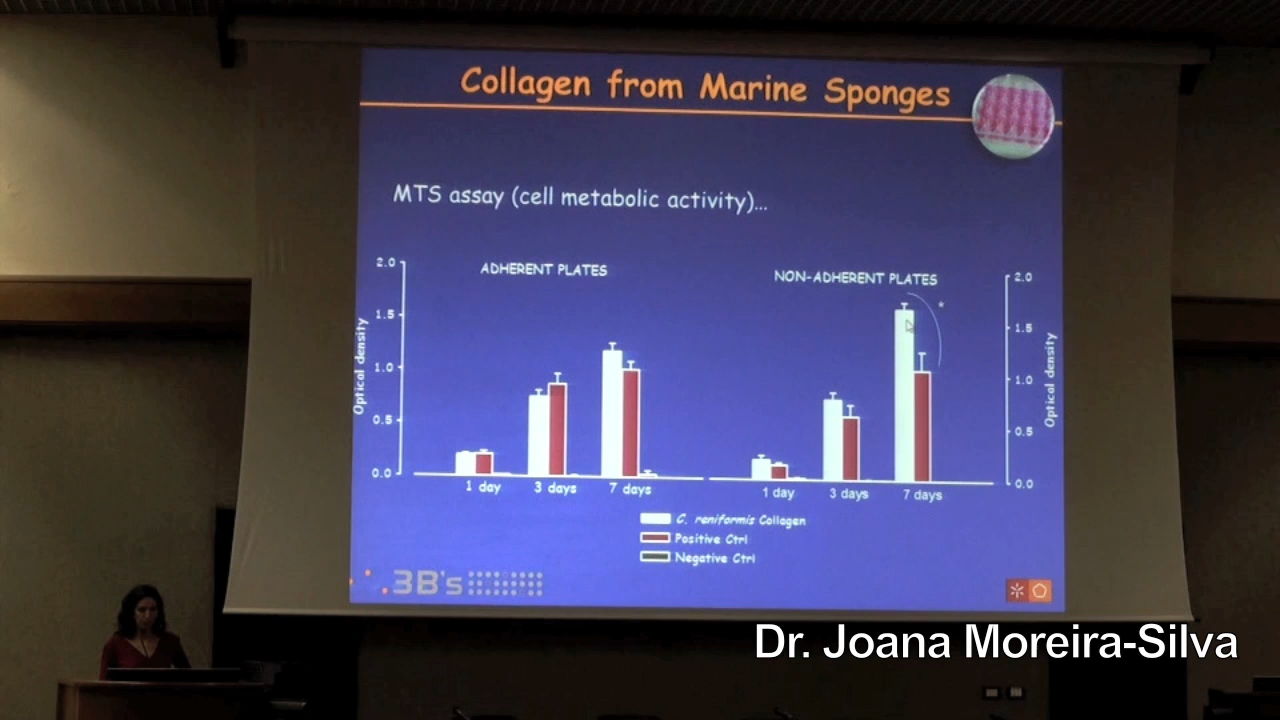 Collagen from Marine Sponges
MTS assay (cell metabolic activity)...
ADHERENT PLATES
2.0
1.5
1.0
0.5
0.0
Optical density
1 day
3 days
7 days
NON-ADHERENT PLATES
*
2.0
1.5
1.0
0.5
0.0
Optical density
1 day
3 days
7 days
C. reniformis Collagen
Positive Ctrl
Negative Ctrl
3B's
Dr. Joana Moreira-Silva